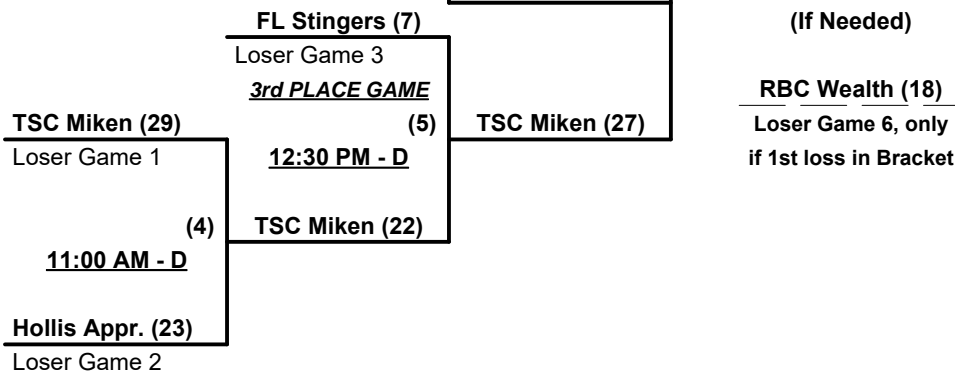 FL Stingers (7)
(If Needed)
Loser Game 3
3rd PLACE GAME
RBC Wealth (18)
TSC Miken (29)
(5)
TSC Miken (27)
Loser Game 6, only
Loser Game 1
12:30 PM - D
if 1st loss in Bracket
(4)
TSC Miken (22)
11:00 AM - D
Hollis Appr. (23)
Loser Game 2